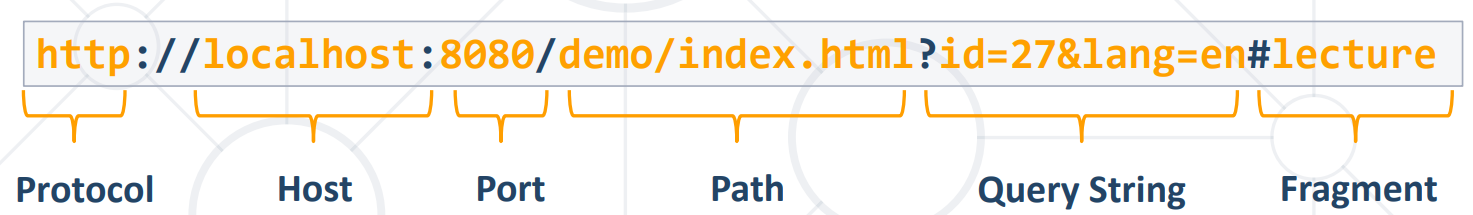 http://localhost:8080/demo/index.html?id=27&lang=en#lecture
Protocol Host Port Path Query String Fragment